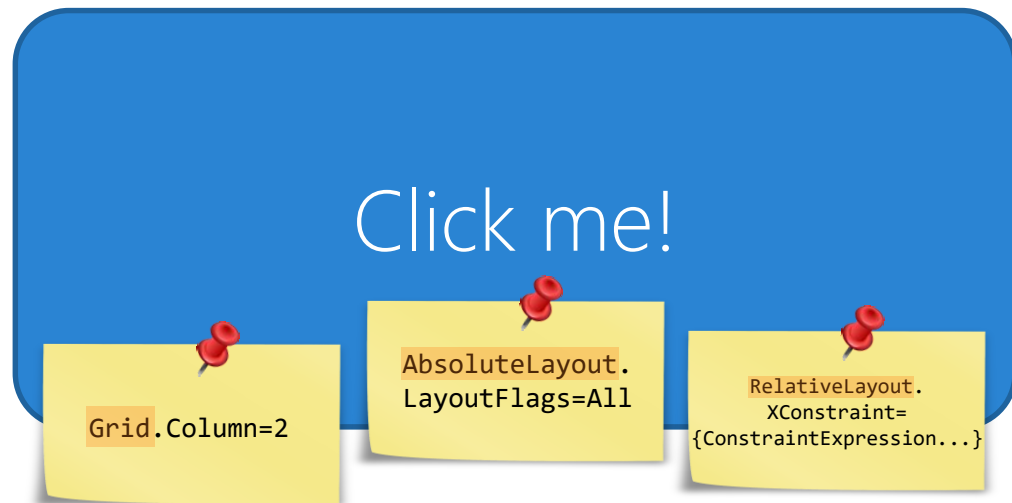 Click me!
Grid.Column=2
AbsoluteLayout.
LayoutFlags=All
RelativeLayout.
XConstraint=
{ConstraintExpression...}